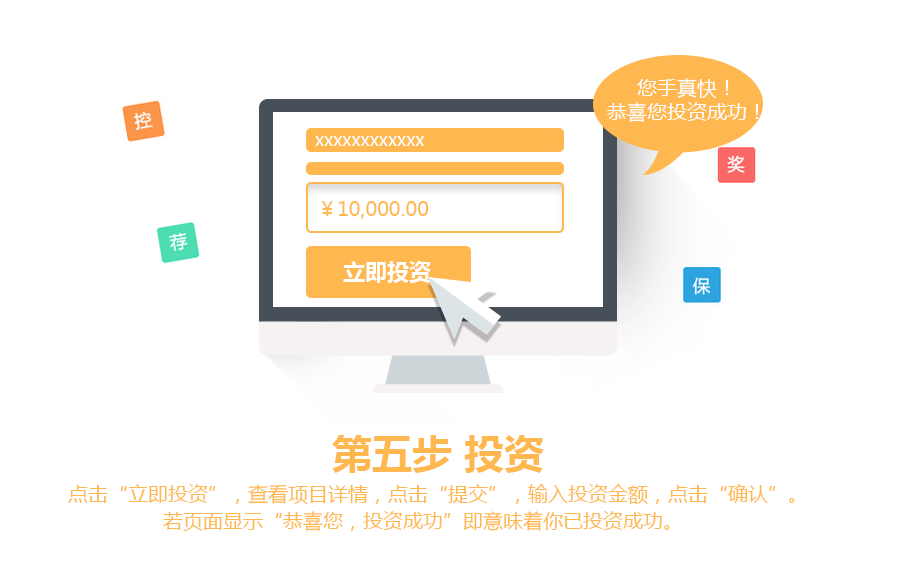 您手真快！
恭喜您投资成功！
控
xxxxxxxxxxxx
奖
¥10,000.00
荐
立即投资
保
第五步 投资
点击“立即投资”，查看项目详情，点击“提交”，输入投资金额，点击“确认”。
若页面显示“恭喜您，投资成功”即意味着你已投资成功。